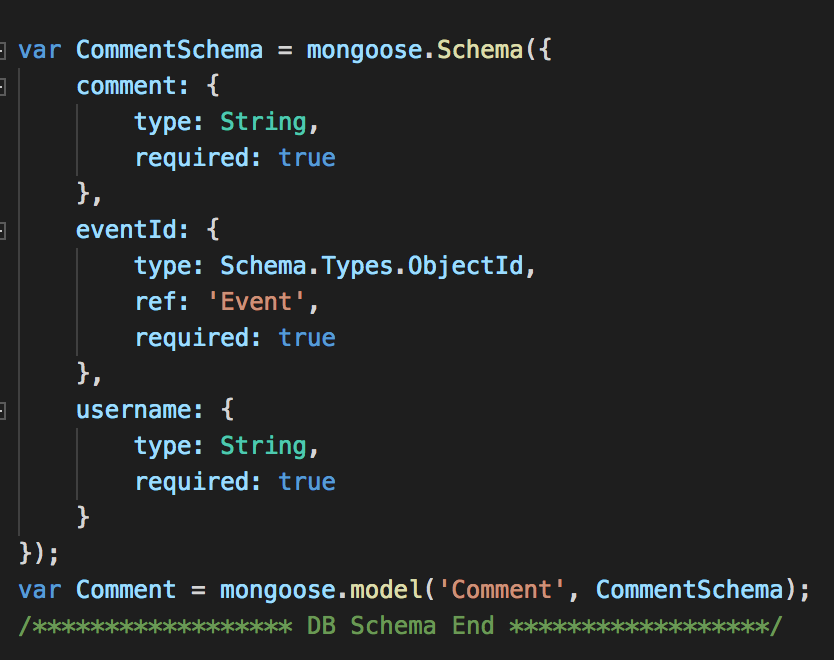 var CommentSchema = mongoose.Schema({
    comment: {
        type: String,
        required: true
    },
    eventId: {
        type: Schema.Types.ObjectId,
        ref: 'Event',
        required: true
    },
    username: {
        type: String,
        required: true
    }
});
var Comment = mongoose.model('Comment', CommentSchema);
/****************** DB Schema End ******************/